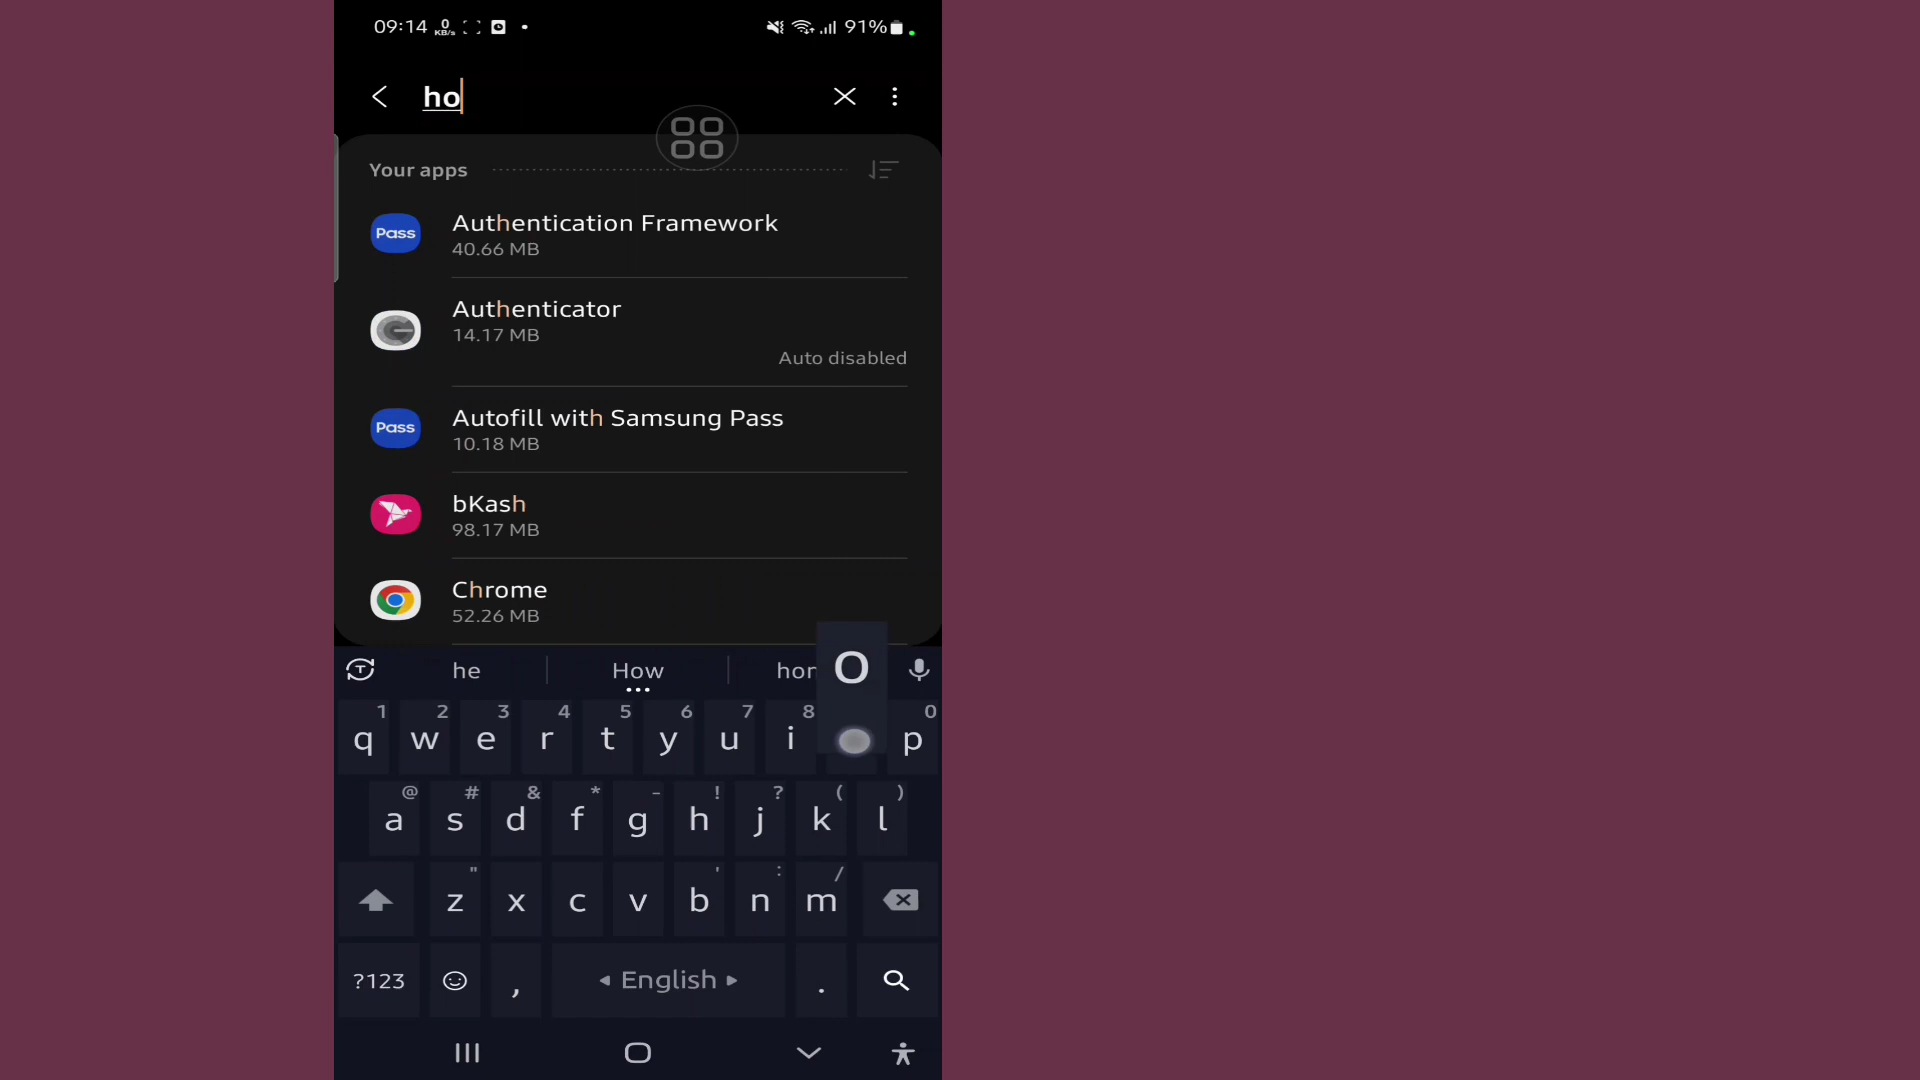 09:14 0 KB/s 91%
ho
Your apps
Pass Authentication Framework
40.66 MB
Authenticator
14.17 MB
Auto disabled
Pass Autofill with Samsung Pass
10.18 MB
bKash
98.17 MB
Chrome
52.26 MB
T he How hor O
1 2 3 4 5 6 7 8 0
q w e r t y u i p
@ # & * - ! ? ( )
a s d f g h j k l
" ' : /
z x c v b n m
?123 , English .